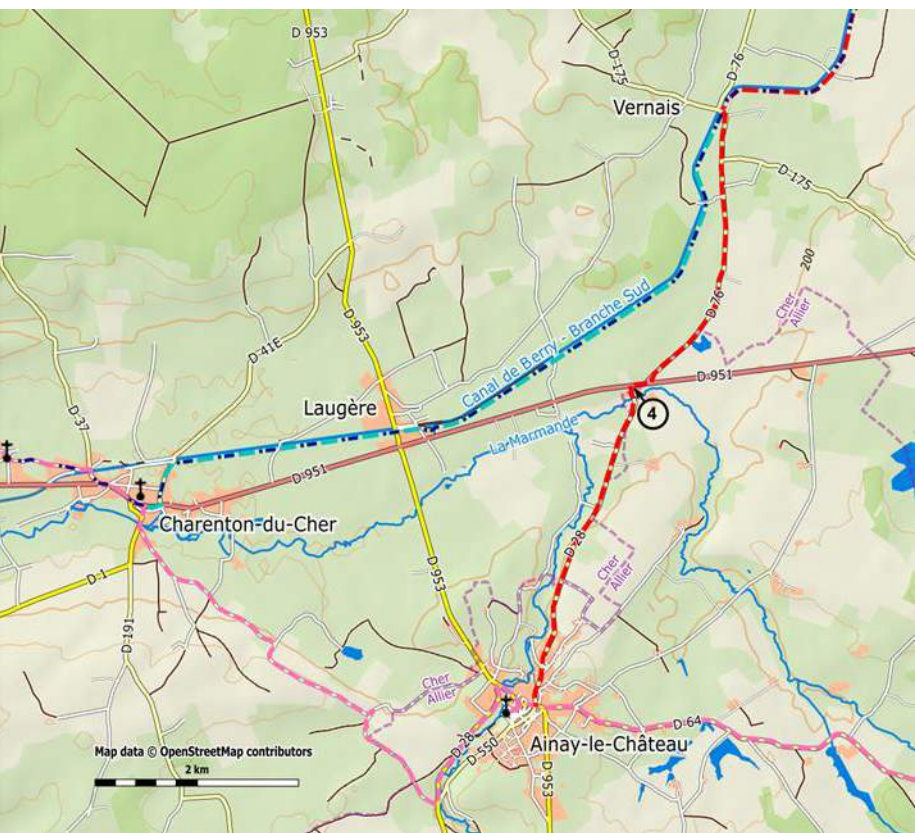 D 953
D-175
D-76
Vernais
D-175
200
Cher
Allier
D-76
Canal de Berry - Branche Sud
D-953
D-41E
D-951
Laugère
4
D-37
La Marmande
D-951
Charenton-du-Cher
D-28
D-953
Cher
Allier
D-1
D-191
Cher
Allier
D-64
Map data © OpenStreetMap contributors
2 km
D-28
D-550
Ainay-le-Château
D-953